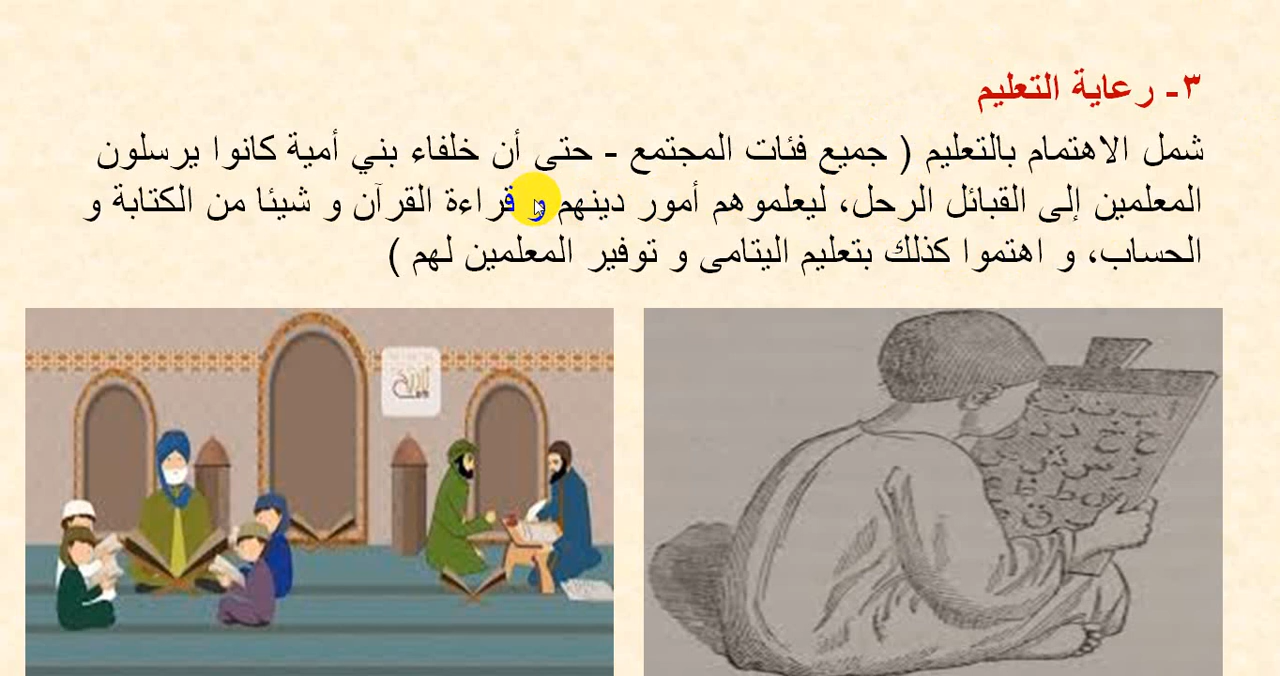 ٣- رعاية التعليم
شمل الاهتمام بالتعليم ( جميع فئات المجتمع - حتى أن خلفاء بني أمية كانوا يرسلون
المعلمين إلى القبائل الرحل، ليعلموهم أمور دينهم و قراءة القرآن و شيئا من الكتابة و
الحساب، و اهتموا كذلك بتعليم اليتامى و توفير المعلمين لهم )